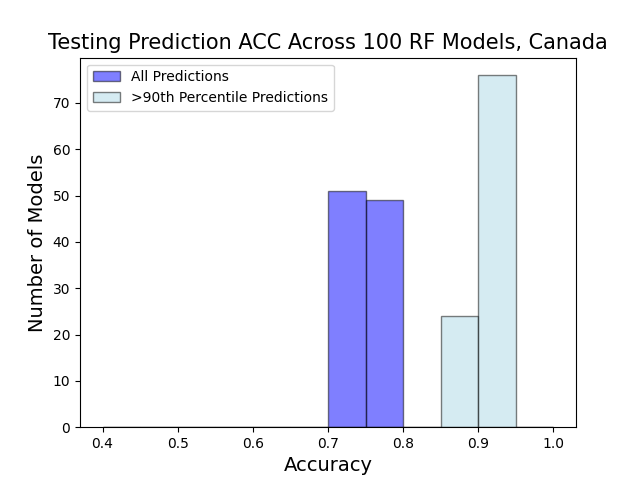 Testing Prediction ACC Across 100 RF Models, Canada
All Predictions
>90th Percentile Predictions
Number of Models
70
60
50
40
30
20
10
0
0.4 0.5 0.6 0.7 0.8 0.9 1.0
Accuracy